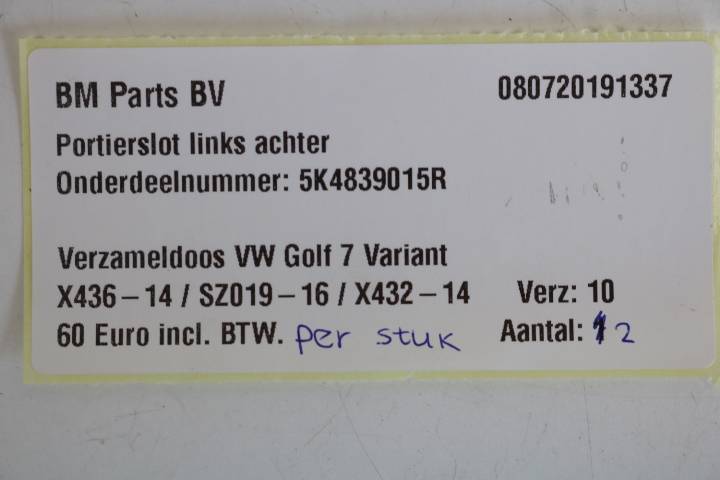 BM Parts BV 080720191337
Portierslot links achter
Onderdeelnummer: 5K4839015R
Verzameldoos VW Golf 7 Variant
X436-14 / SZ019-16 / X432-14 Verz: 10
60 Euro incl. BTW. per stuk Aantal: 2